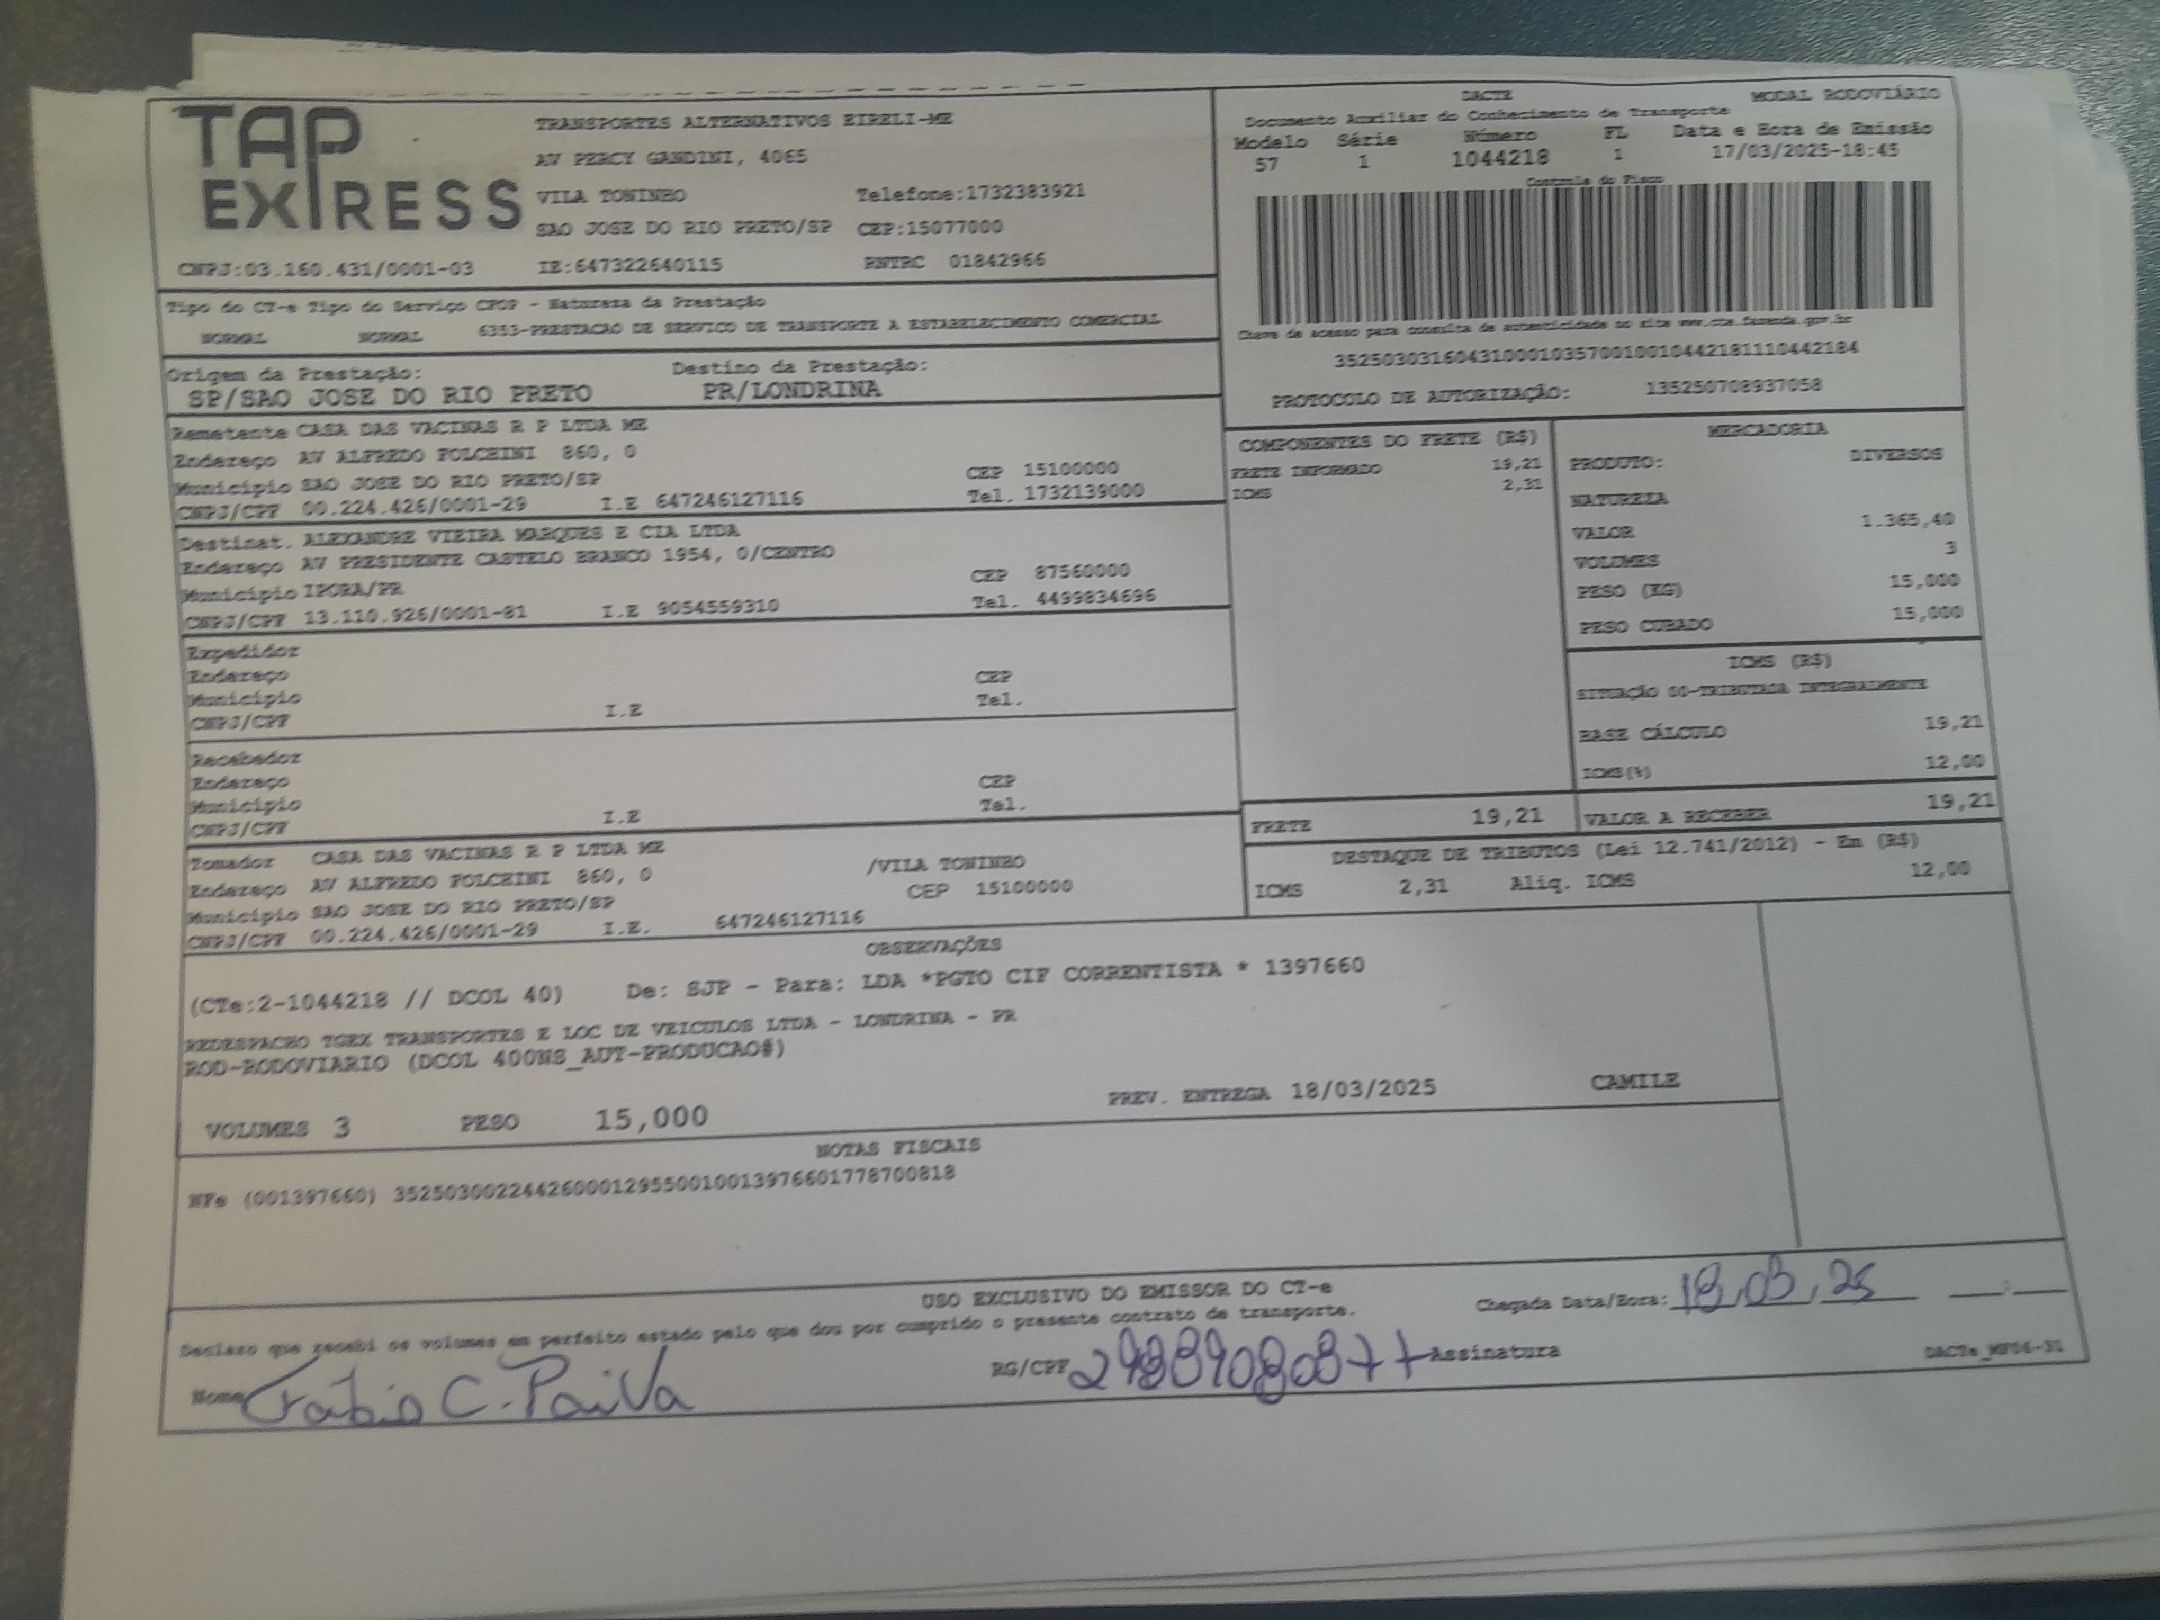 TAP
EXPRESS
TRANSPORTES ALTERNATIVOS EIRELI-ME
AV PERCY GANDINI, 4065
VILA TONINHO Telefone:1732383921
SAO JOSE DO RIO PRETO/SP CEP:15077000
CNPJ:03.160.431/0001-03 IE:647322640115 RNTRC 01842966
DACTE MODAL RODOVIÁRIO
Documento Auxiliar do Conhecimento de Transporte
Modelo Série Número FL Data e Hora de Emissão
57 1 1044218 1 17/03/2025-18:45
Controle do Fisco
Chave de acesso para consulta de autenticidade no site www.cte.fazenda.gov.br
35250303160431000103570010010442181110442184
PROTOCOLO DE AUTORIZAÇÃO: 135250708937058
Tipo do CT-e Tipo do Serviço CFOP - Natureza da Prestação
NORMAL NORMAL 6353-PRESTACAO DE SERVICO DE TRANSPORTE A ESTABELECIMENTO COMERCIAL
Origem da Prestação: Destino da Prestação:
SP/SAO JOSE DO RIO PRETO PR/LONDRINA
Remetente CASA DAS VACINAS R P LTDA ME
Endereço AV ALFREDO FOLCHINI 860, 0
Município SAO JOSE DO RIO PRETO/SP CEP 15100000
CNPJ/CPF 00.224.426/0001-29 I.E 647246127116 Tel. 1732139000
Destinat. ALEXANDRE VIEIRA MARQUES E CIA LTDA
Endereço AV PRESIDENTE CASTELO BRANCO 1954, 0/CENTRO
Município IPORA/PR CEP 87560000
CNPJ/CPF 13.110.926/0001-81 I.E 9054559310 Tel. 4499834696
Expedidor
Endereço CEP
Município Tel.
CNPJ/CPF I.E
Recebedor
Endereço CEP
Município Tel.
CNPJ/CPF I.E
Tomador CASA DAS VACINAS R P LTDA ME
Endereço AV ALFREDO FOLCHINI 860, 0 /VILA TONINHO
Município SAO JOSE DO RIO PRETO/SP CEP 15100000
CNPJ/CPF 00.224.426/0001-29 I.E. 647246127116
COMPONENTES DO FRETE (R$)
FRETE INFORMADO 19,21
ICMS 2,31
MERCADORIA
PRODUTO: DIVERSOS
NATUREZA
VALOR 1.365,40
VOLUMES 3
PESO (KG) 15,000
PESO CUBADO 15,000
ICMS (R$)
SITUAÇÃO 00-TRIBUTADA INTEGRALMENTE
BASE CÁLCULO 19,21
ICMS(%) 12,00
FRETE 19,21 VALOR A RECEBER 19,21
DESTAQUE DE TRIBUTOS (Lei 12.741/2012) - Em (R$)
ICMS 2,31 Aliq. ICMS 12,00
OBSERVAÇÕES
(CTe:2-1044218 // DCOL 40) De: SJP - Para: LDA *PGTO CIF CORRENTISTA * 1397660
REDESPACHO TGEX TRANSPORTES E LOC DE VEICULOS LTDA - LONDRINA - PR
ROD-RODOVIARIO (DCOL 400NS_AUT-PRODUCAO#)
VOLUMES 3 PESO 15,000 PREV. ENTREGA 18/03/2025 CAMILE
NOTAS FISCAIS
NFe (001397660) 35250300224426000129550010013976601778700818
USO EXCLUSIVO DO EMISSOR DO CT-e
Declaro que recebi os volumes em perfeito estado pelo que dou por cumprido o presente contrato de transporte.
Chegada Data/Hora: 18,03,25 :
Nome Fábio C. Paiva RG/CPF 29889080877 Assinatura